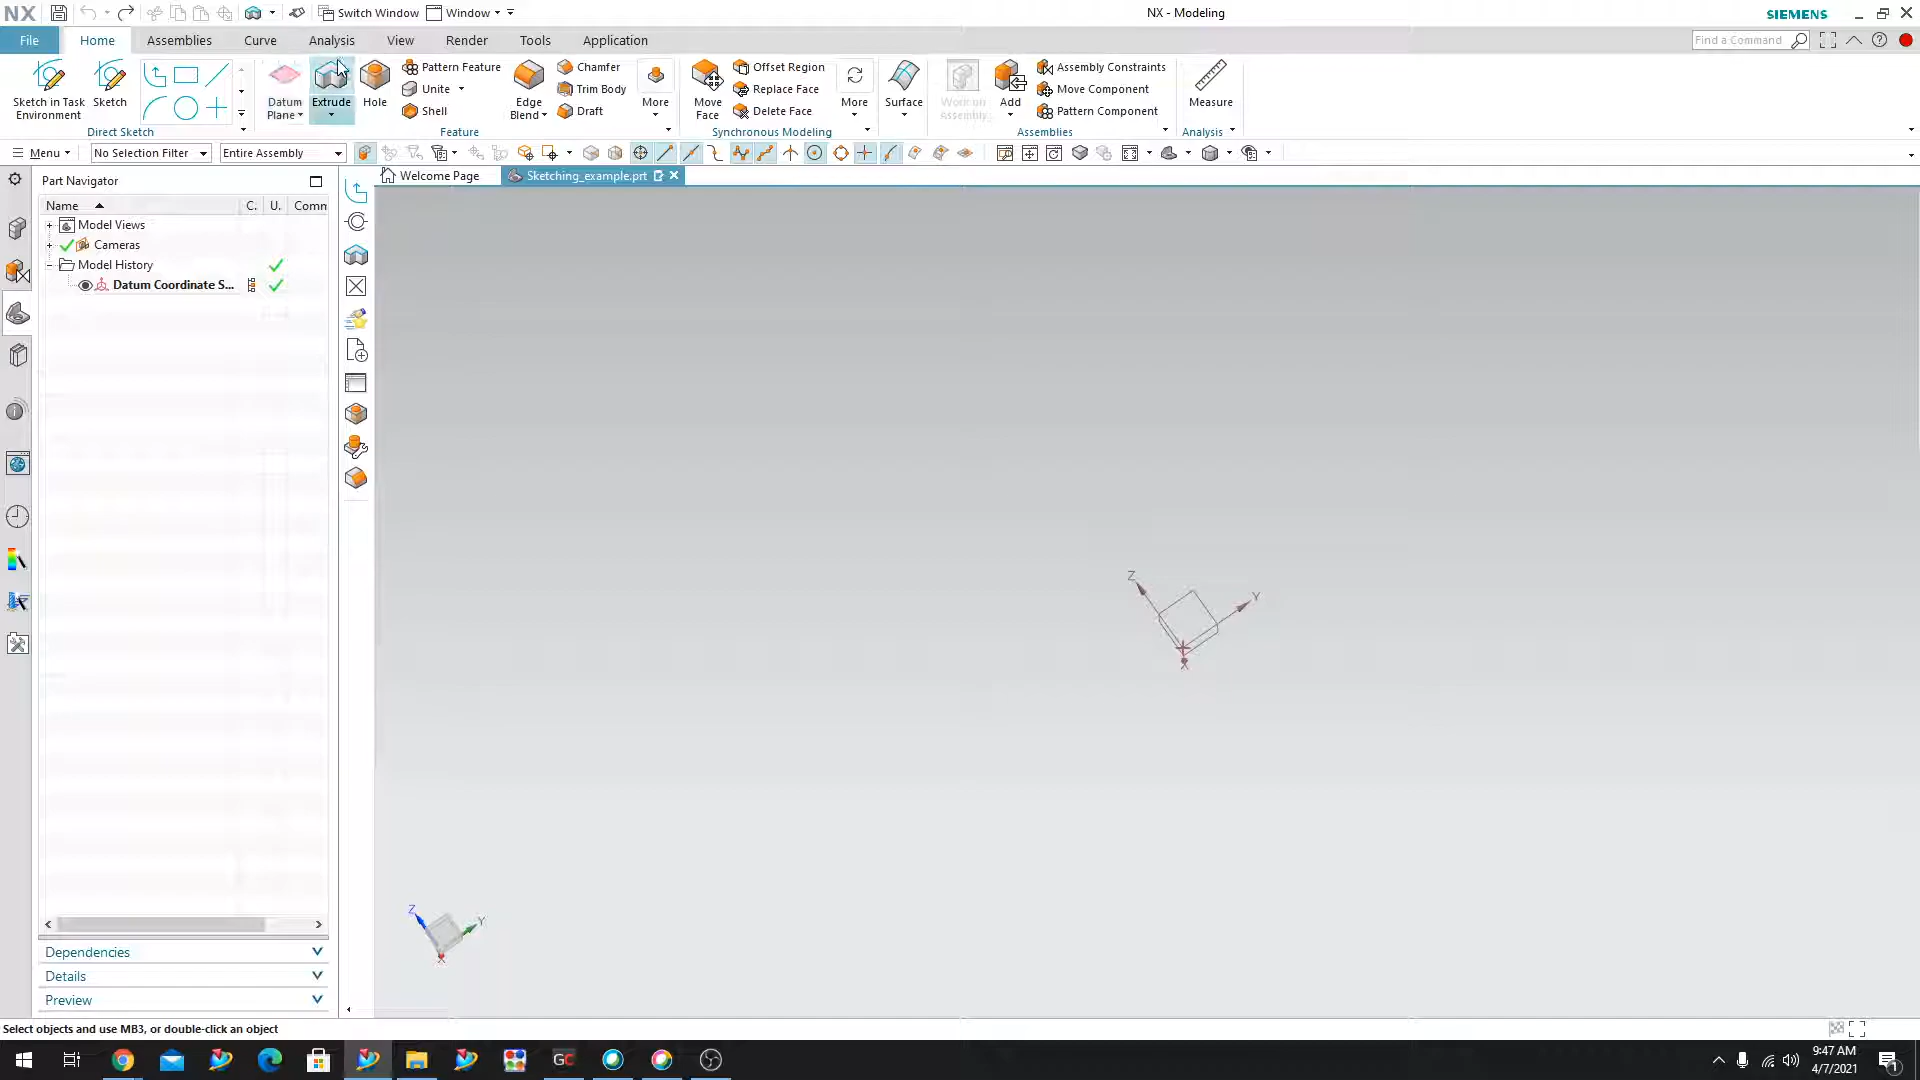 NX Switch Window Window NX - Modeling SIEMENS
File Home Assemblies Curve Analysis View Render Tools Application Find a Command
Sketch in Task Environment Sketch Datum Plane Extrude Hole Pattern Feature Unite Shell Edge Blend Chamfer Trim Body Draft More Move Face Offset Region Replace Face Delete Face More Surface Work on Assembly Add Assembly Constraints Move Component Pattern Component Measure
Direct Sketch Feature Synchronous Modeling Assemblies Analysis
Menu No Selection Filter Entire Assembly
Part Navigator Welcome Page Sketching_example.prt
Name C. U. Comm
Model Views
Cameras
Model History
Datum Coordinate S...
Z
Y
X
Z
Y
X
Dependencies
Details
Preview
Select objects and use MB3, or double-click an object
GC
9:47 AM
4/7/2021
1